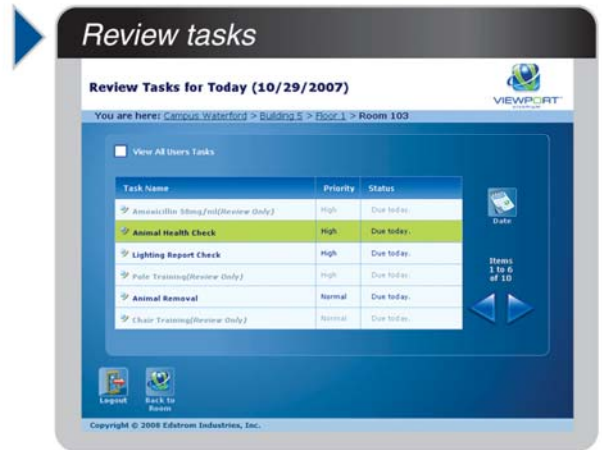 Review tasks
Review Tasks for Today (10/29/2007)
VIEWPORT
You are here: Campus Waterford > Building 5 > Floor 1 > Room 103
View All Users Tasks
Task Name Priority Status
Amoxicillin 50mg/ml(Review Only) High Due today.
Animal Health Check High Due today.
Lighting Report Check High Due today.
Pole Training(Review Only) High Due today.
Animal Removal Normal Due today.
Chair Training(Review Only) Normal Due today.
Date
Items
1 to 6
of 10
Logout
Back to
Room
Copyright © 2008 Edstrom Industries, Inc.